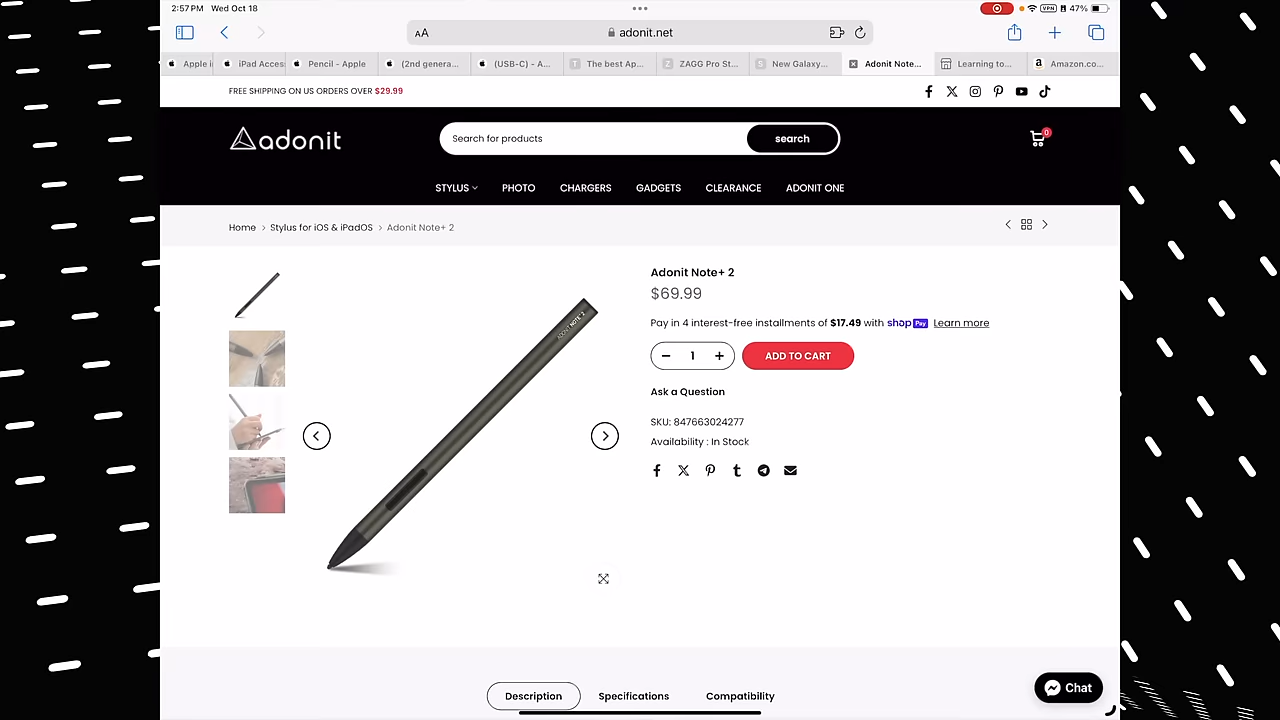 2:57 PM Wed Oct 18
VPN 47%
AA adonit.net
Apple i
iPad Acces
Pencil - Apple
(2nd genera...
(USB-C) - A...
The best Ap...
ZAGG Pro St...
New Galaxy...
Adonit Note...
Learning to...
Amazon.co...
FREE SHIPPING ON US ORDERS OVER $29.99
adonit
Search for products
search
0
STYLUS PHOTO CHARGERS GADGETS CLEARANCE ADONIT ONE
Home > Stylus for iOS & iPadOS > Adonit Note+ 2
Adonit Note+ 2
$69.99
Pay in 4 interest-free installments of $17.49 with shop Pay Learn more
1
ADD TO CART
Ask a Question
SKU: 847663024277
Availability : In Stock
ADONIT NOTE+ 2
Description Specifications Compatibility
Chat